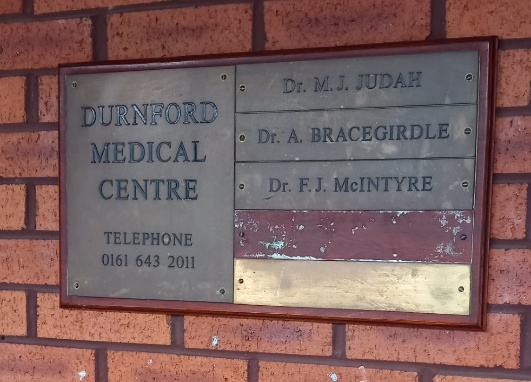 DURNFORD
MEDICAL
CENTRE
TELEPHONE
0161 643 2011
Dr. M. J. JUDAH
Dr. A. BRACEGIRDLE
Dr. F. J. McINTYRE